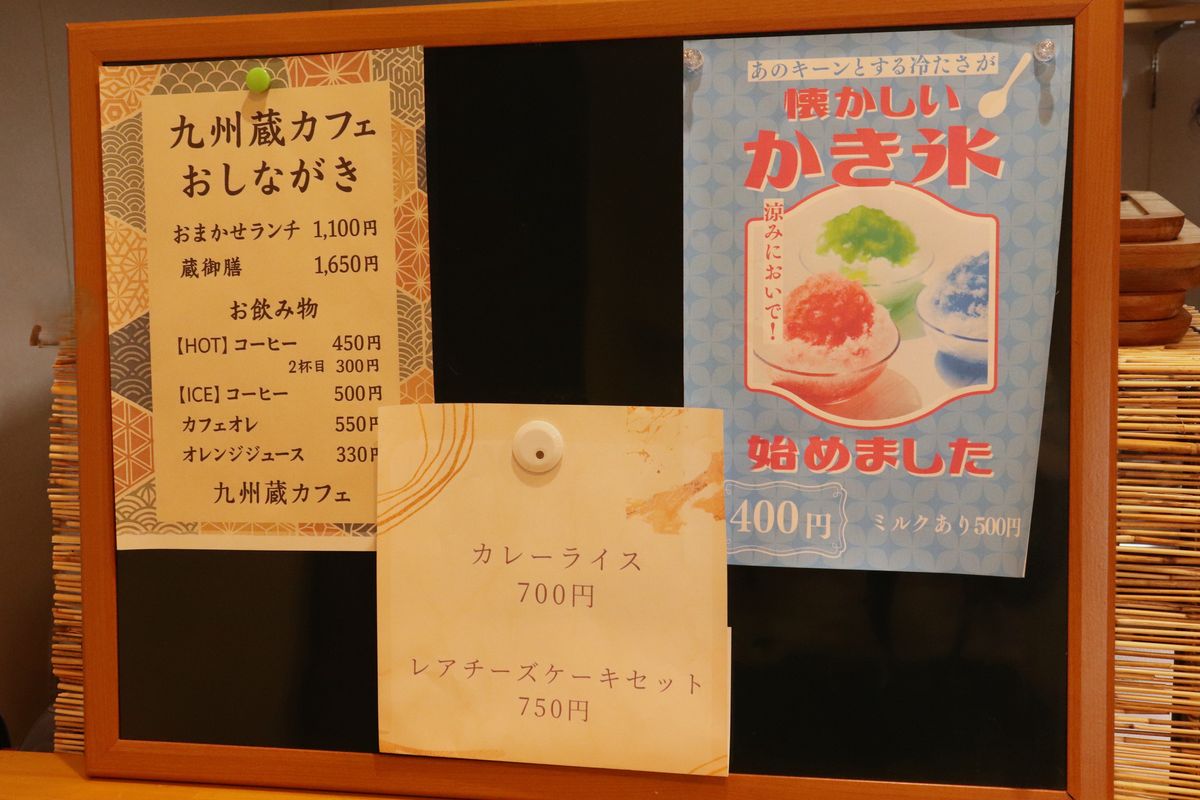 九州蔵カフェ
おしながき
おまかせランチ 1,100円
蔵御膳 1,650円
お飲み物
【HOT】コーヒー 450円
2杯目 300円
【ICE】コーヒー 500円
カフェオレ 550円
オレンジジュース 330円
九州蔵カフェ
カレーライス
700円
レアチーズケーキセット
750円
あのキーンとする冷たさが
懐かしい
かき氷
涼みにおいで!
始めました
400円
ミルクあり500円